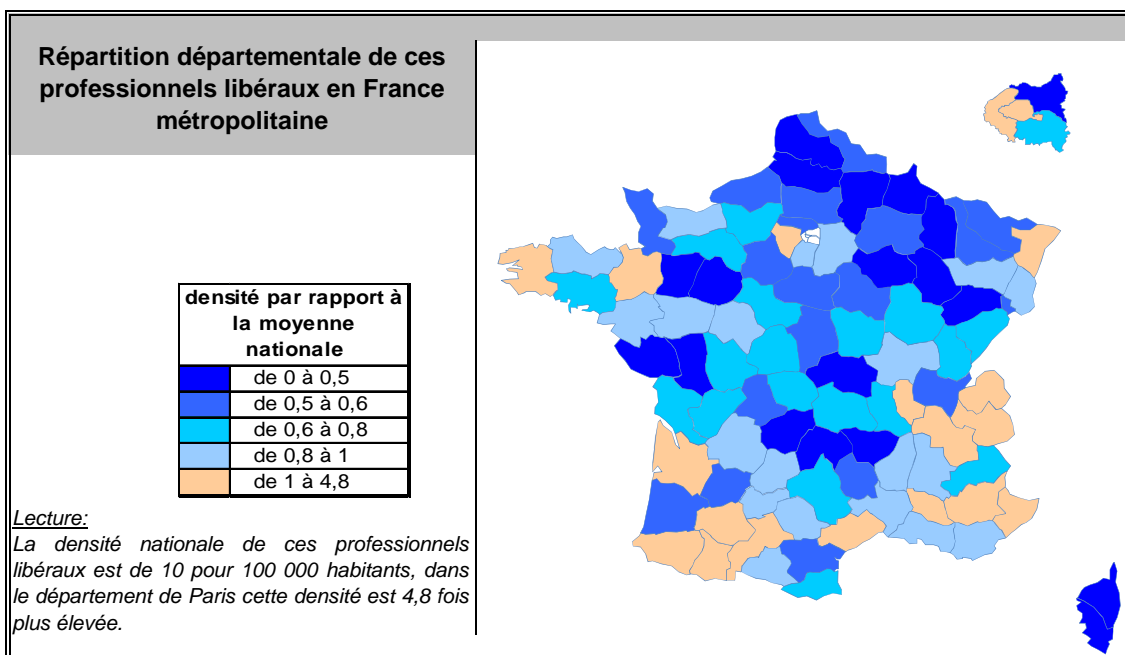 Répartition départementale de ces
professionnels libéraux en France
métropolitaine
densité par rapport à
la moyenne
nationale
de 0 à 0,5
de 0,5 à 0,6
de 0,6 à 0,8
de 0,8 à 1
de 1 à 4,8
Lecture:
La densité nationale de ces professionnels
libéraux est de 10 pour 100 000 habitants, dans
le département de Paris cette densité est 4,8 fois
plus élevée.